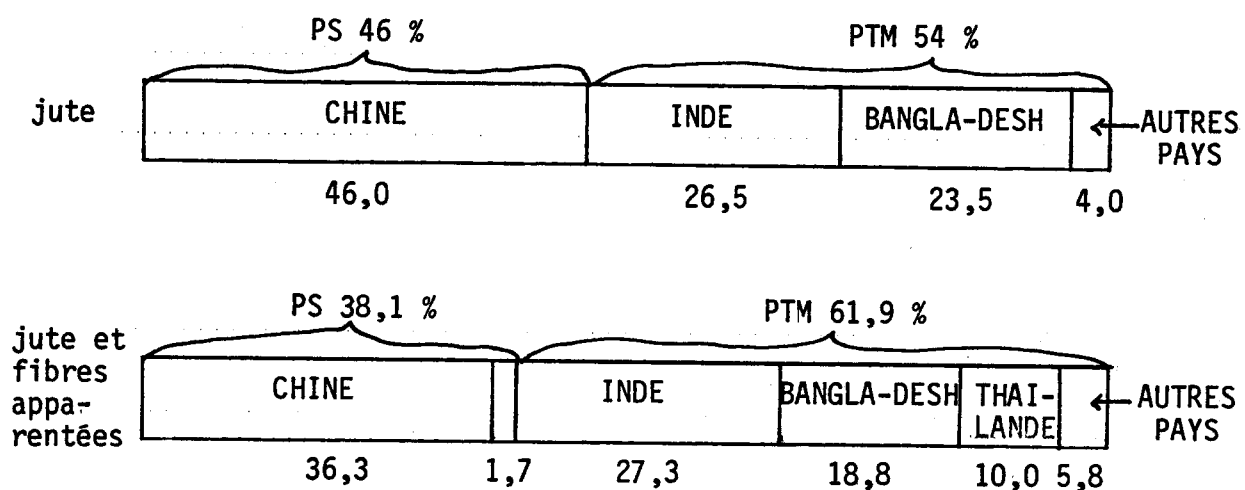 PS 46 %
PTM 54 %
jute
CHINE
INDE
BANGLA-DESH
AUTRES
PAYS
46,0
26,5
23,5
4,0
PS 38,1 %
PTM 61,9 %
jute et
fibres
appa-
rentées
CHINE
INDE
BANGLA-DESH
THAI-
LANDE
AUTRES
PAYS
36,3
1,7
27,3
18,8
10,0
5,8